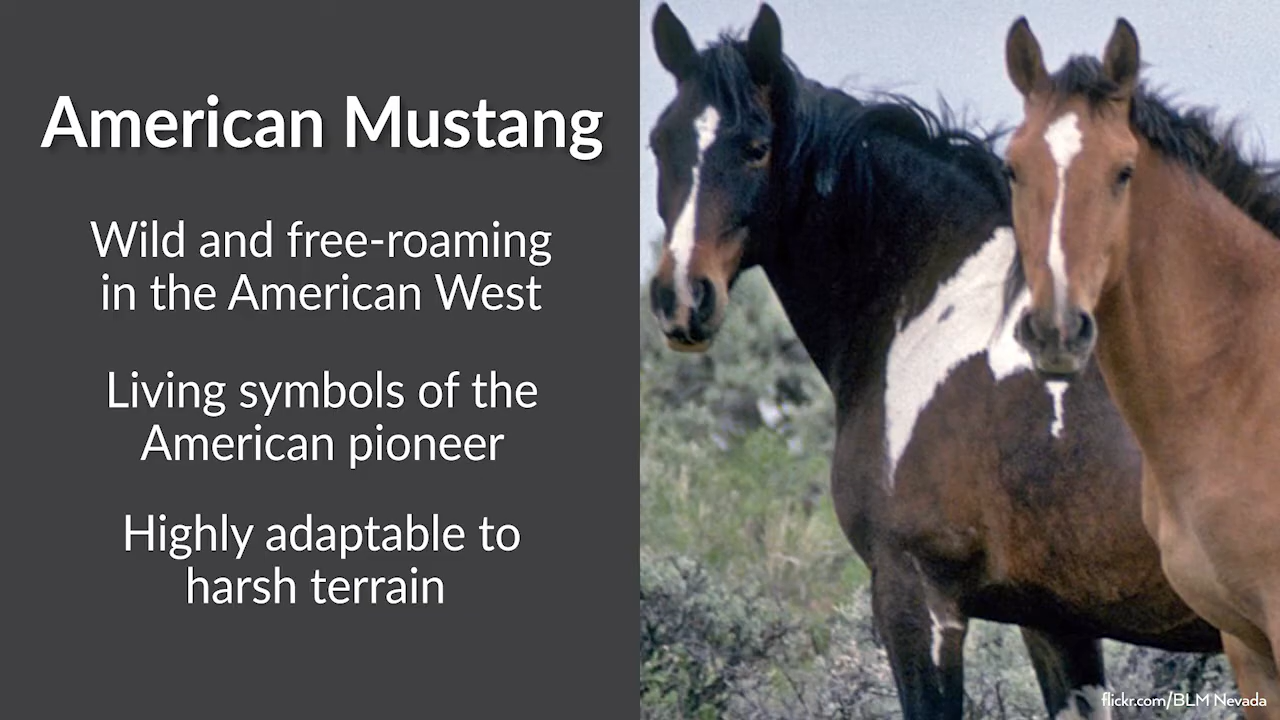 American Mustang
Wild and free-roaming
in the American West
Living symbols of the
American pioneer
Highly adaptable to
harsh terrain
flickr.com/BLM Nevada